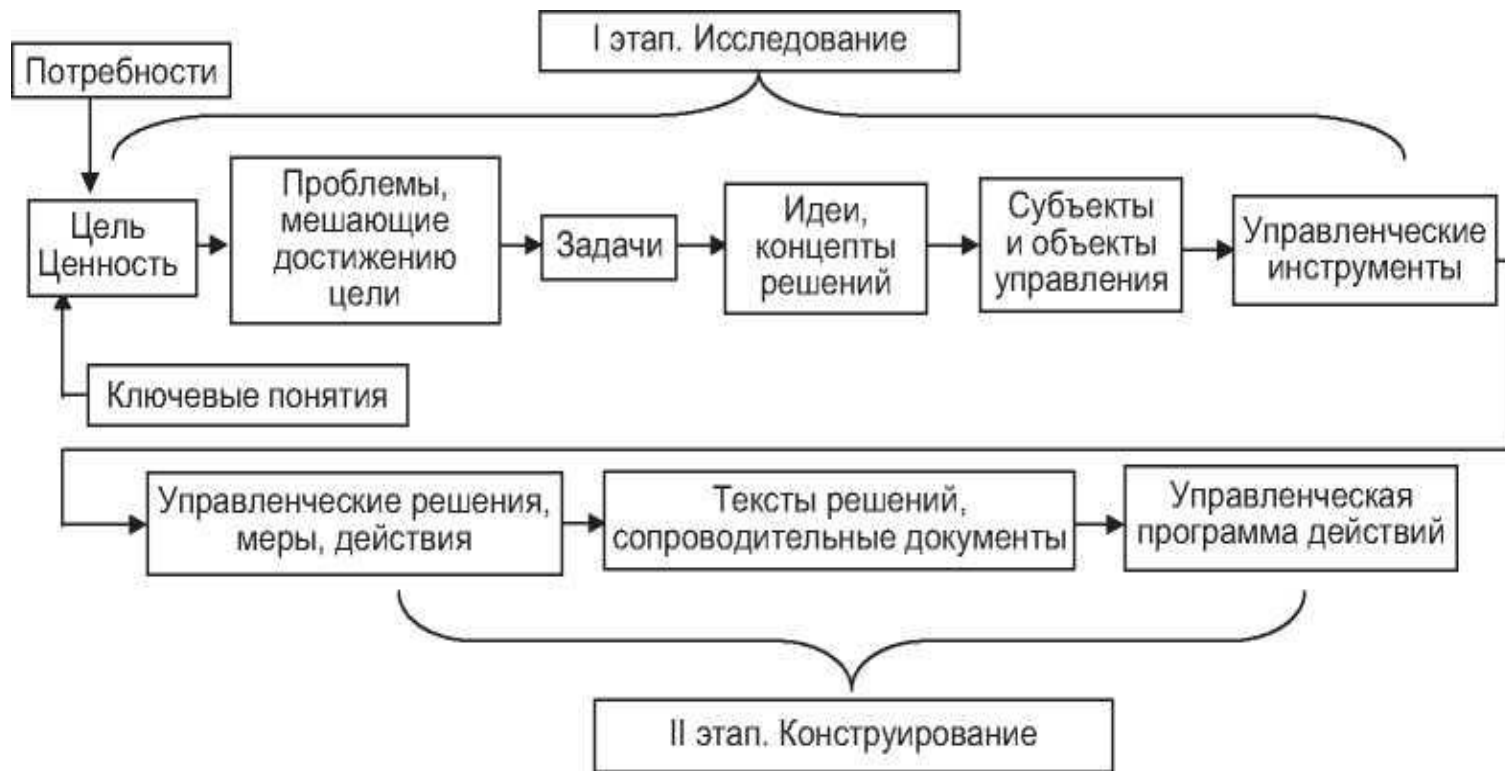 I этап. Исследование
Потребности
Цель
Ценность
Проблемы,
мешающие
достижению
цели
Задачи
Идеи,
концепты
решений
Субъекты
и объекты
управления
Управленческие
инструменты
Ключевые понятия
Управленческие решения,
меры, действия
Тексты решений,
сопроводительные документы
Управленческая
программа действий
II этап. Конструирование